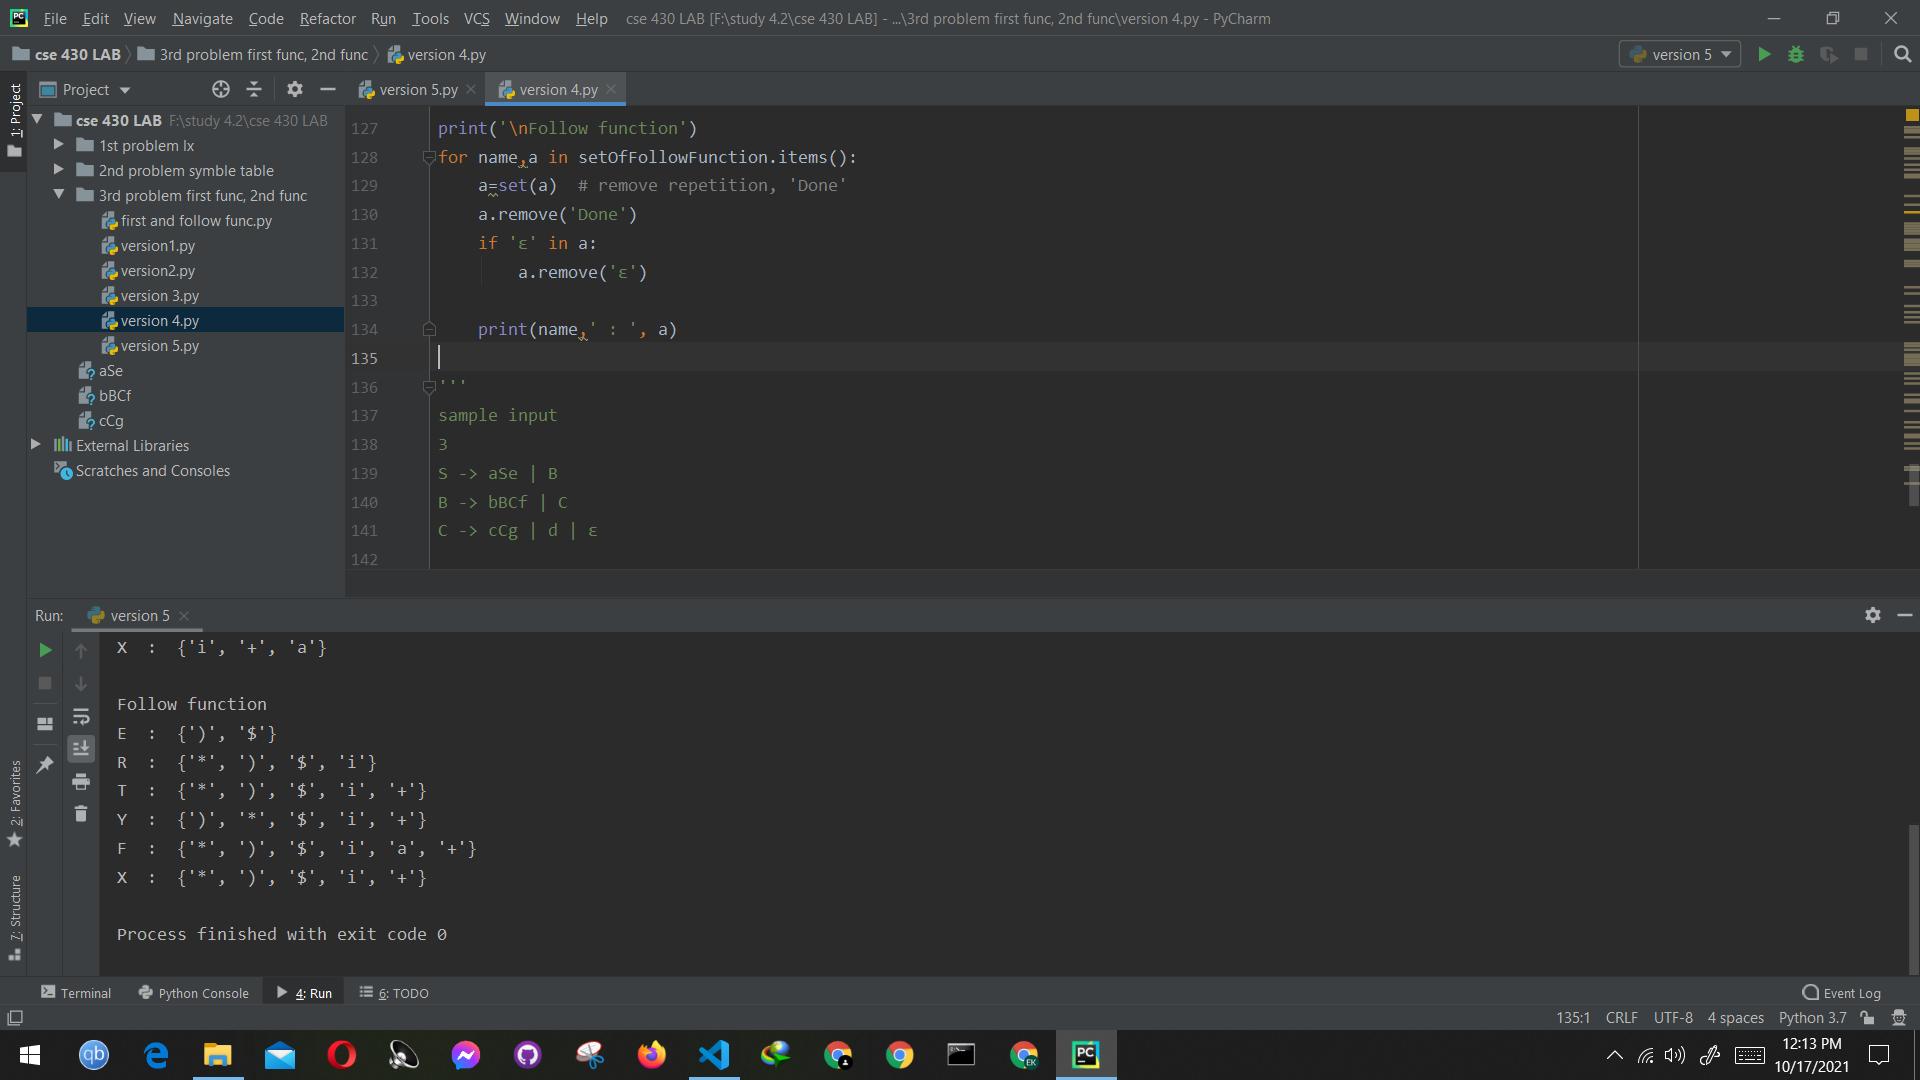 File Edit View Navigate Code Refactor Run Tools VCS Window Help cse 430 LAB [F:\study 4.2\cse 430 LAB] - ...\3rd problem first func, 2nd func\version 4.py - PyCharm
cse 430 LAB 3rd problem first func, 2nd func version 4.py version 5
1: Project
Project version 5.py version 4.py
cse 430 LAB F:\study 4.2\cse 430 LAB
1st problem lx
2nd problem symble table
3rd problem first func, 2nd func
first and follow func.py
version1.py
version2.py
version 3.py
version 4.py
version 5.py
aSe
bBCf
cCg
External Libraries
Scratches and Consoles
127 print('\nFollow function')
128 for name,a in setOfFollowFunction.items():
129     a=set(a)  # remove repetition, 'Done'
130     a.remove('Done')
131     if 'ε' in a:
132         a.remove('ε')
133
134     print(name,' : ', a)
135
136 '''
137 sample input
138 3
139 S -> aSe | B
140 B -> bBCf | C
141 C -> cCg | d | ε
142
Run: version 5
X  :  {'i', '+', 'a'}
Follow function
E  :  {')', '$'}
R  :  {'*', ')', '$', 'i'}
T  :  {'*', ')', '$', 'i', '+'}
Y  :  {')', '*', '$', 'i', '+'}
F  :  {'*', ')', '$', 'i', 'a', '+'}
X  :  {'*', ')', '$', 'i', '+'}
Process finished with exit code 0
2: Favorites
7: Structure
Terminal Python Console 4: Run 6: TODO Event Log
135:1 CRLF UTF-8 4 spaces Python 3.7
qb EK PC
12:13 PM
10/17/2021